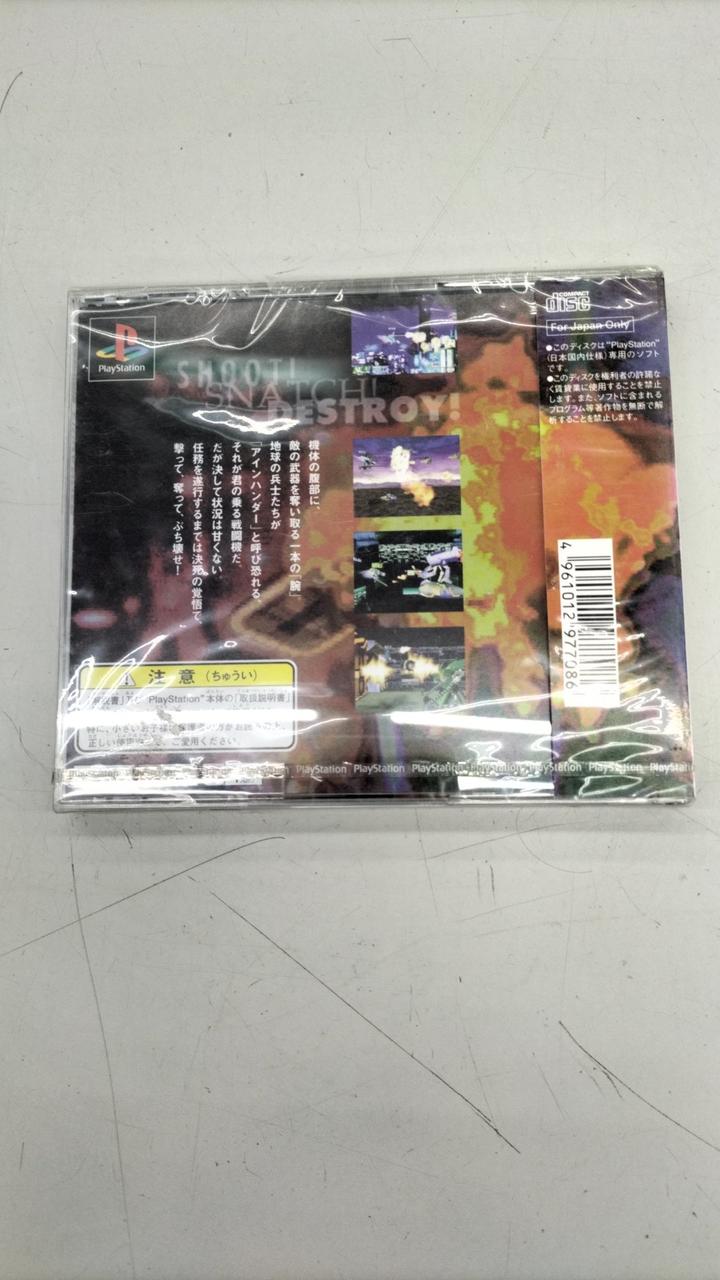 PlayStation
SHOOT!
SNATCH!
DESTROY!
機体の腹部に、
敵の武器を奪い取る一本の「腕」
地球の兵士たちが
「アインハンダー」と呼び恐れる、
それが君の乗る戦闘機だ。
だが決して状況は甘くない
任務を遂行するまでは決死の覚悟で、
撃って、奪って、ぶち壊せ！
注意（ちゅうい）
PlayStation"本体の「取扱説明書」
特に、小さいお子様
正しい使用
で、ご愛用ください。
COMPACT
disc
For Japan Only
●このディスクは"PlayStation"
(日本国内仕様)専用のソフト
です。
●このディスクを権利者の許諾な
く賃貸業に使用することを禁止
します。また、ソフトに含まれる
プログラム等著作物を無断で解
析することを禁止します。
4961012977086
PlayStation PlayStation PlayStation PlayStation PlayStation PlayStation